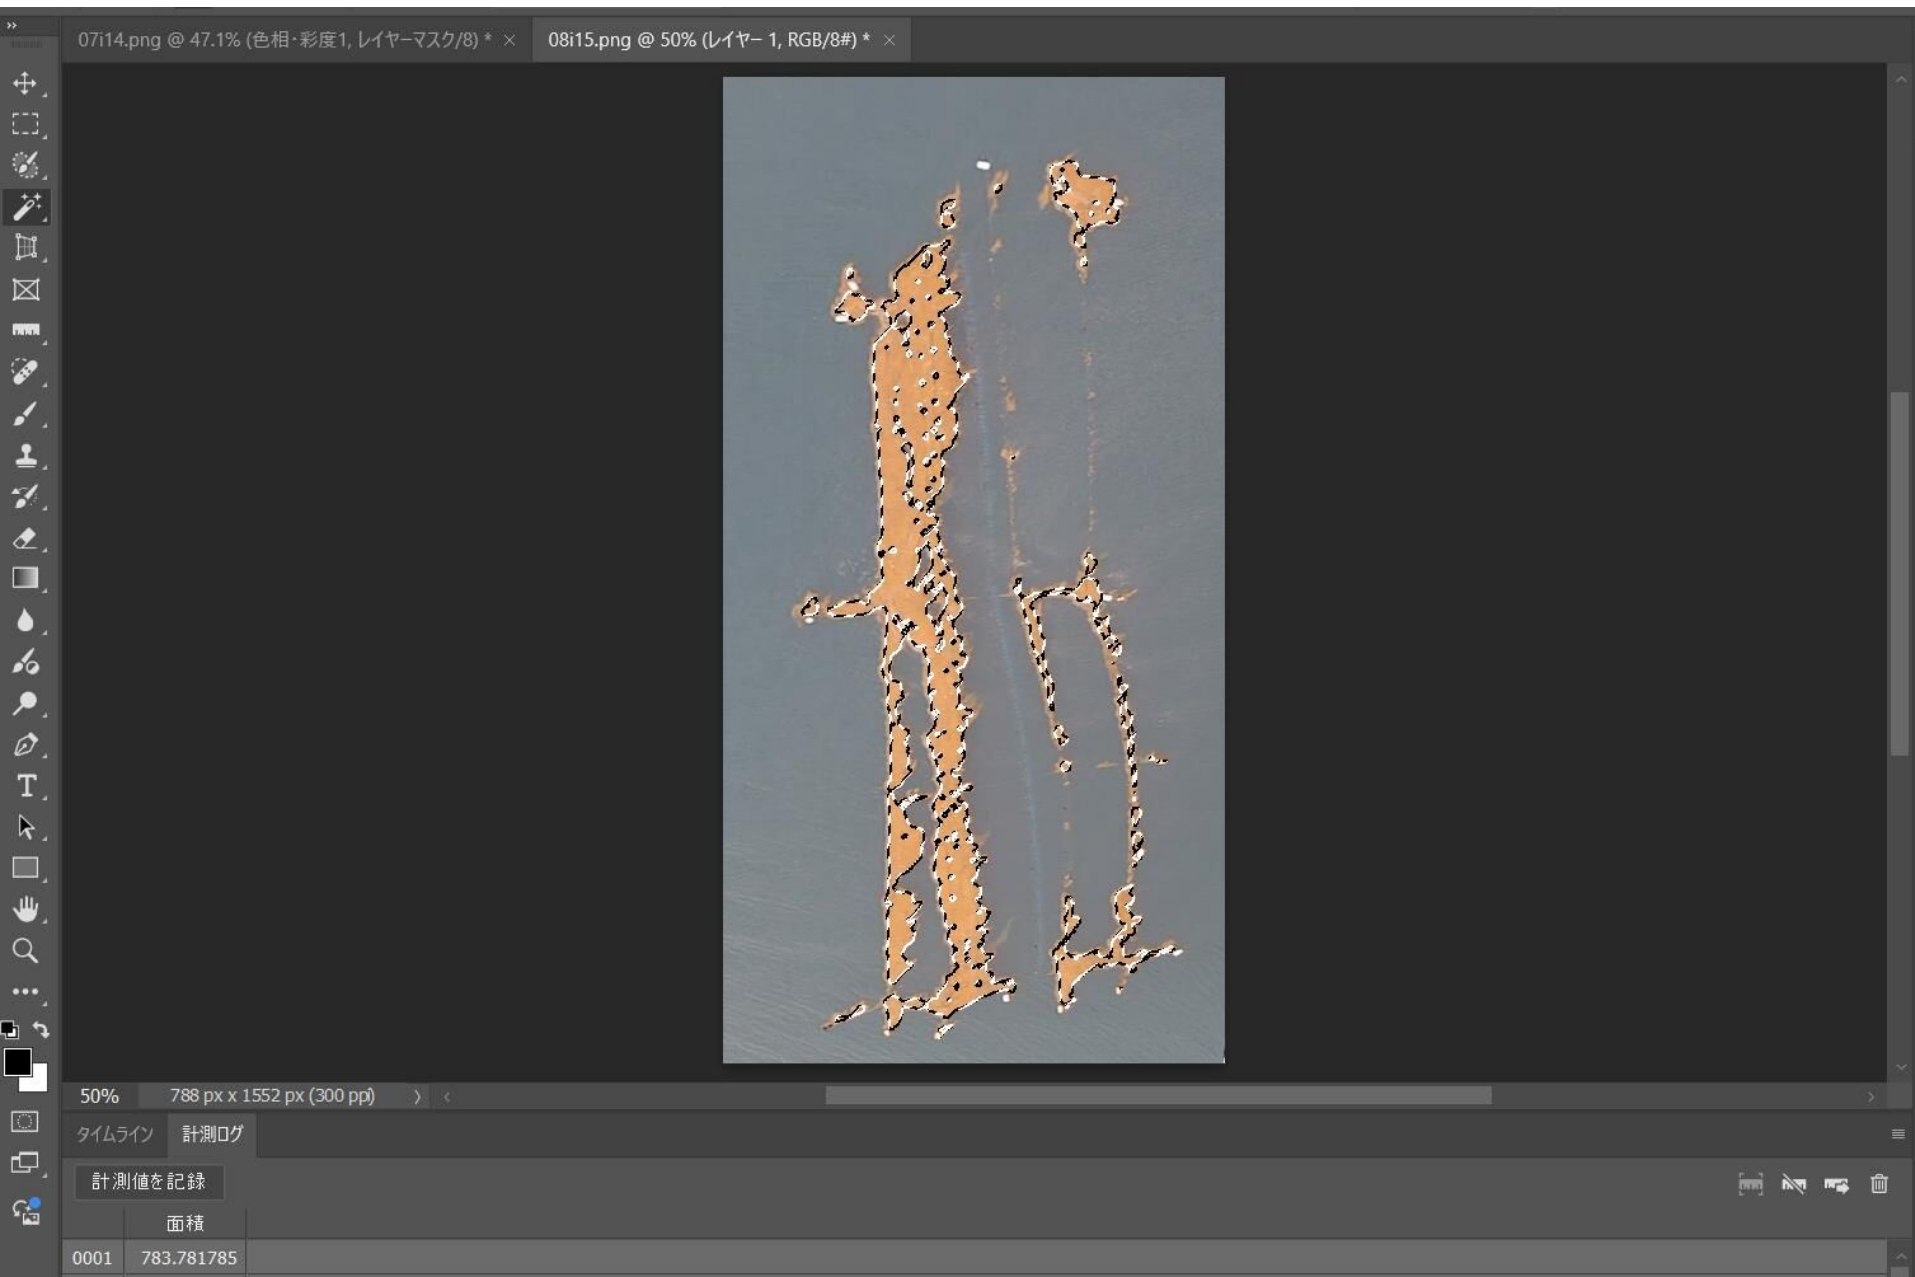 07i14.png @ 47.1% (色相・彩度1, レイヤーマスク/8) *
08i15.png @ 50% (レイヤー 1, RGB/8#) *
50%
788 px x 1552 px (300 ppi)
タイムライン
計測ログ
計測値を記録
面積
0001 783.781785